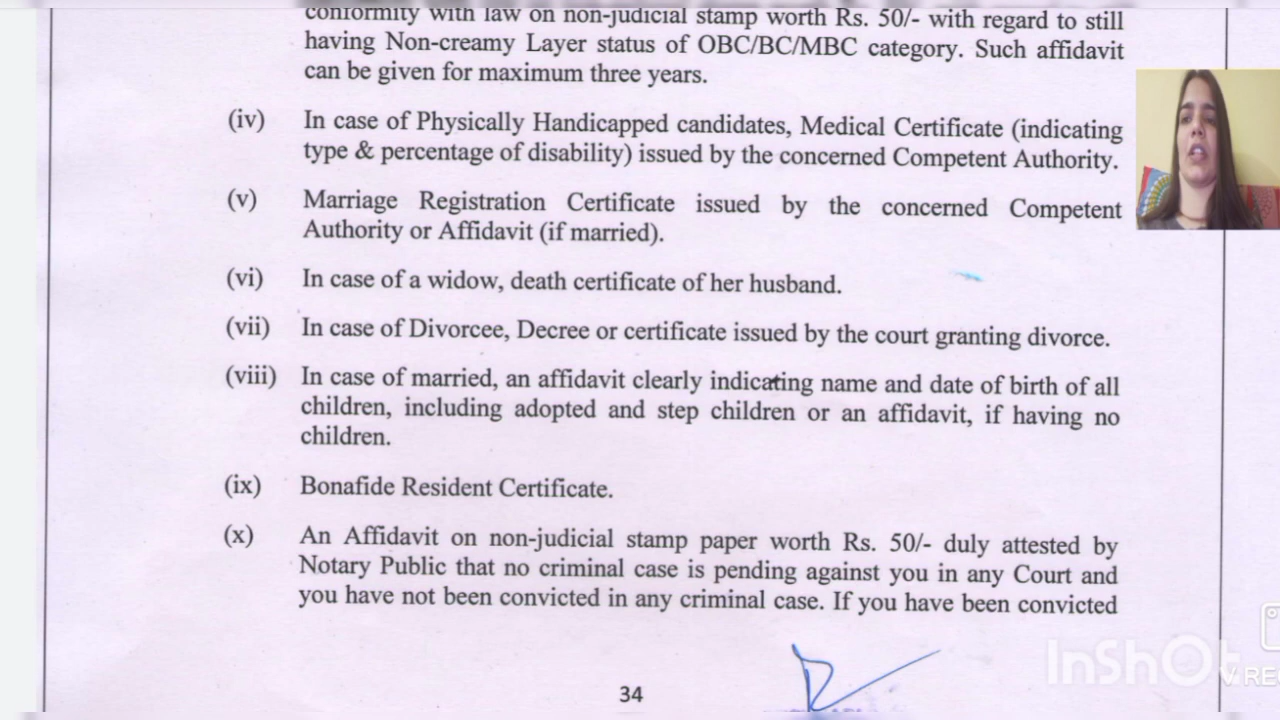 conformity with law on non-judicial stamp worth Rs. 50/- with regard to still
having Non-creamy Layer status of OBC/BC/MBC category. Such affidavit
can be given for maximum three years.
(iv) In case of Physically Handicapped candidates, Medical Certificate (indicating
type & percentage of disability) issued by the concerned Competent Authority.
(v) Marriage Registration Certificate issued by the concerned Competent
Authority or Affidavit (if married).
(vi) In case of a widow, death certificate of her husband.
(vii) In case of Divorcee, Decree or certificate issued by the court granting divorce.
(viii) In case of married, an affidavit clearly indicating name and date of birth of all
children, including adopted and step children or an affidavit, if having no
children.
(ix) Bonafide Resident Certificate.
(x) An Affidavit on non-judicial stamp paper worth Rs. 50/- duly attested by
Notary Public that no criminal case is pending against you in any Court and
you have not been convicted in any criminal case. If you have been convicted
34
InShOt